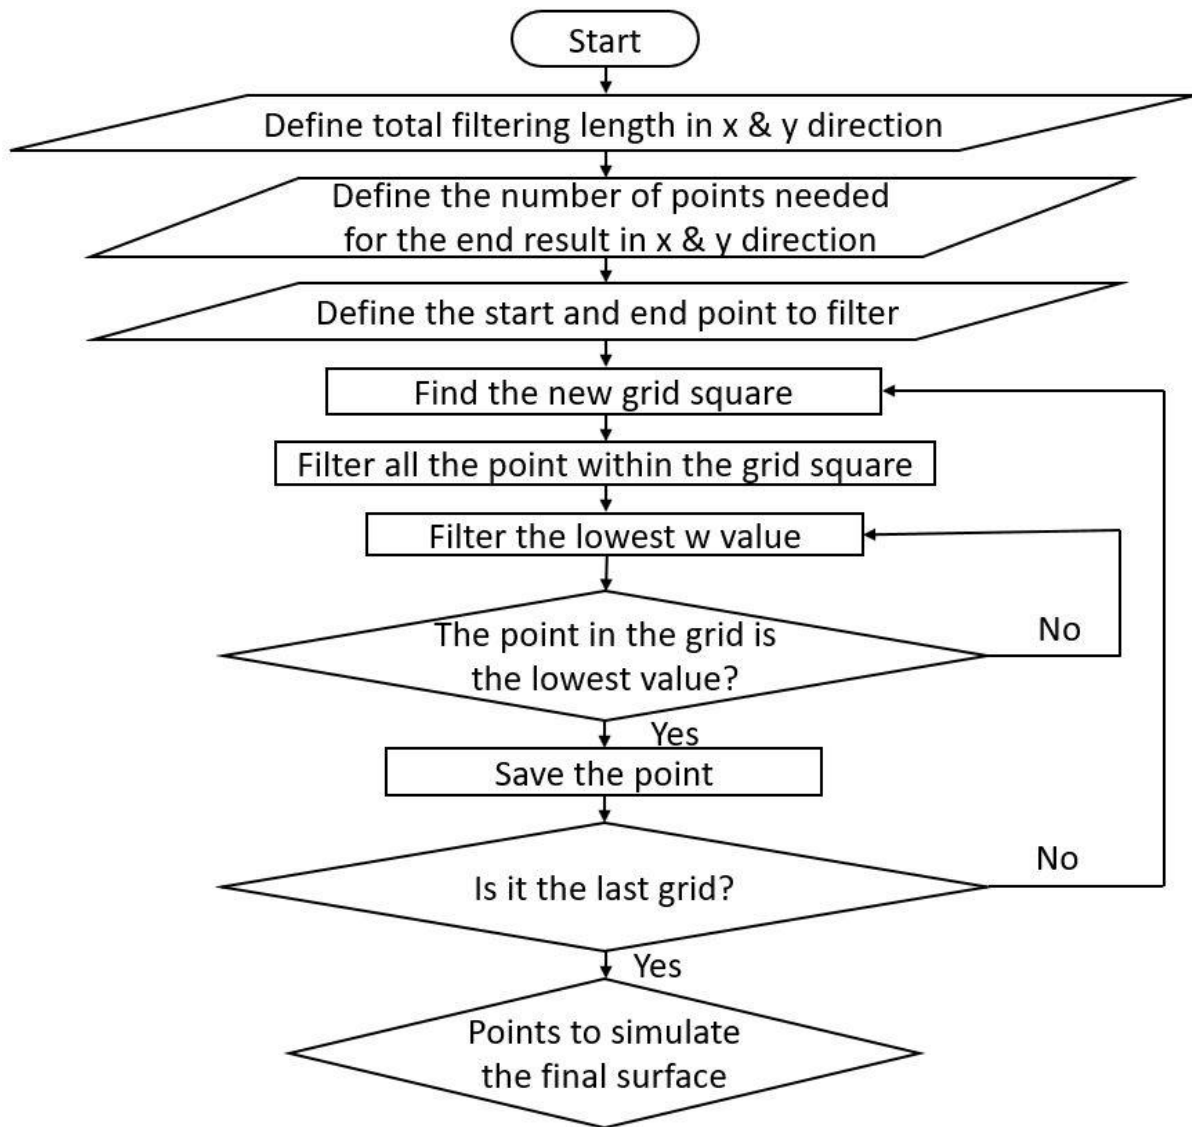 Start
Define total filtering length in x & y direction
Define the number of points needed
for the end result in x & y direction
Define the start and end point to filter
Find the new grid square
Filter all the point within the grid square
Filter the lowest w value
The point in the grid is
the lowest value?
No
Yes
Save the point
Is it the last grid?
No
Yes
Points to simulate
the final surface